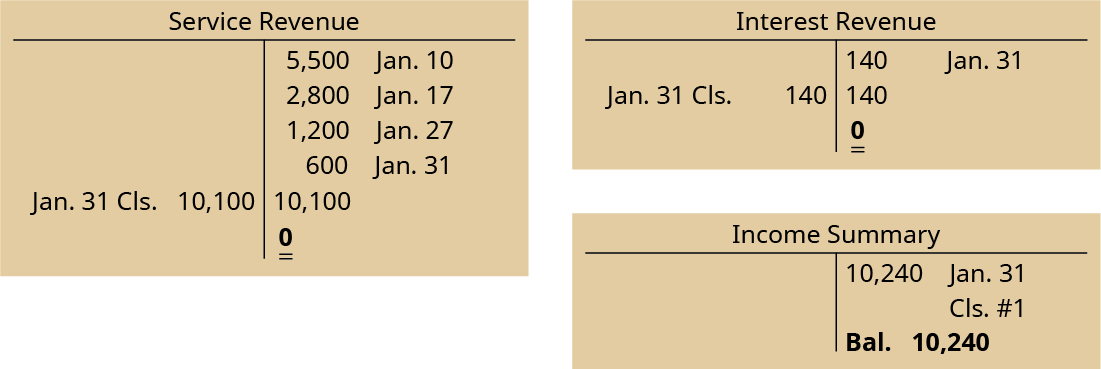 Service Revenue
5,500 Jan. 10
2,800 Jan. 17
1,200 Jan. 27
600 Jan. 31
Jan. 31 Cls. 10,100 10,100
0
Interest Revenue
140 Jan. 31
Jan. 31 Cls. 140 140
0
Income Summary
10,240 Jan. 31
Cls. #1
Bal. 10,240